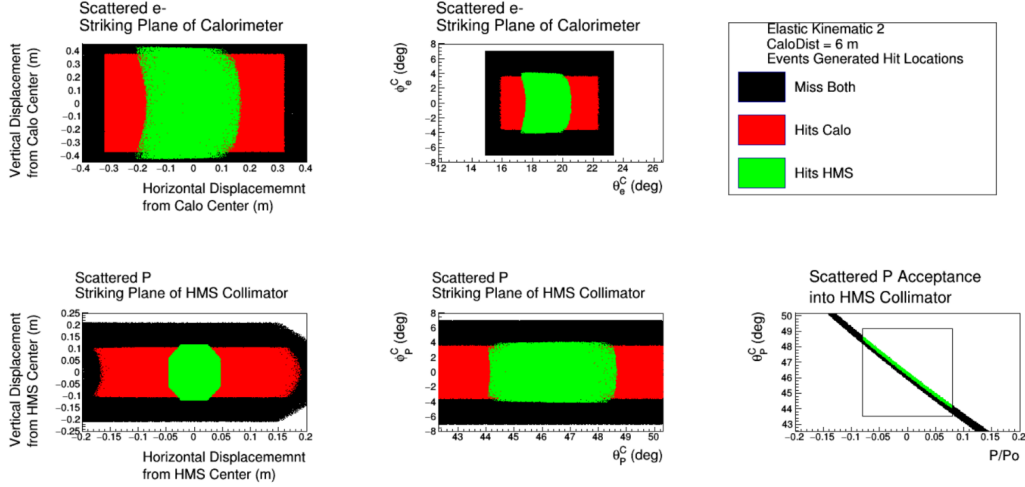 Scattered e-
Striking Plane of Calorimeter
Vertical Displacement
from Calo Center (m)
0.4
0.3
0.2
0.1
0
−0.1
−0.2
−0.3
−0.4
−0.4 −0.3 −0.2 −0.1 0 0.1 0.2 0.3 0.4
Horizontal Displacememnt
from Calo Center (m)
Scattered e-
Striking Plane of Calorimeter
ϕ_e^C (deg)
8
6
4
2
0
−2
−4
−6
−8
12 14 16 18 20 22 24 26
θ_e^C (deg)
Elastic Kinematic 2
CaloDist = 6 m
Events Generated Hit Locations
Miss Both
Hits Calo
Hits HMS
Scattered P
Striking Plane of HMS Collimator
Vertical Displacement
from HMS Center (m)
0.25
0.2
0.15
0.1
0.05
0
−0.05
−0.1
−0.15
−0.2
−0.25
−0.2 −0.15 −0.1 −0.05 0 0.05 0.1 0.15 0.2
Horizontal Displacememnt
from HMS Center (m)
Scattered P
Striking Plane of HMS Collimator
ϕ_P^C (deg)
8
6
4
2
0
−2
−4
−6
−8
43 44 45 46 47 48 49 50
θ_P^C (deg)
Scattered P Acceptance
into HMS Collimator
θ_P^C (deg)
50
49
48
47
46
45
44
43
−0.2 −0.15 −0.1 −0.05 0 0.05 0.1 0.15 0.2
P/Po